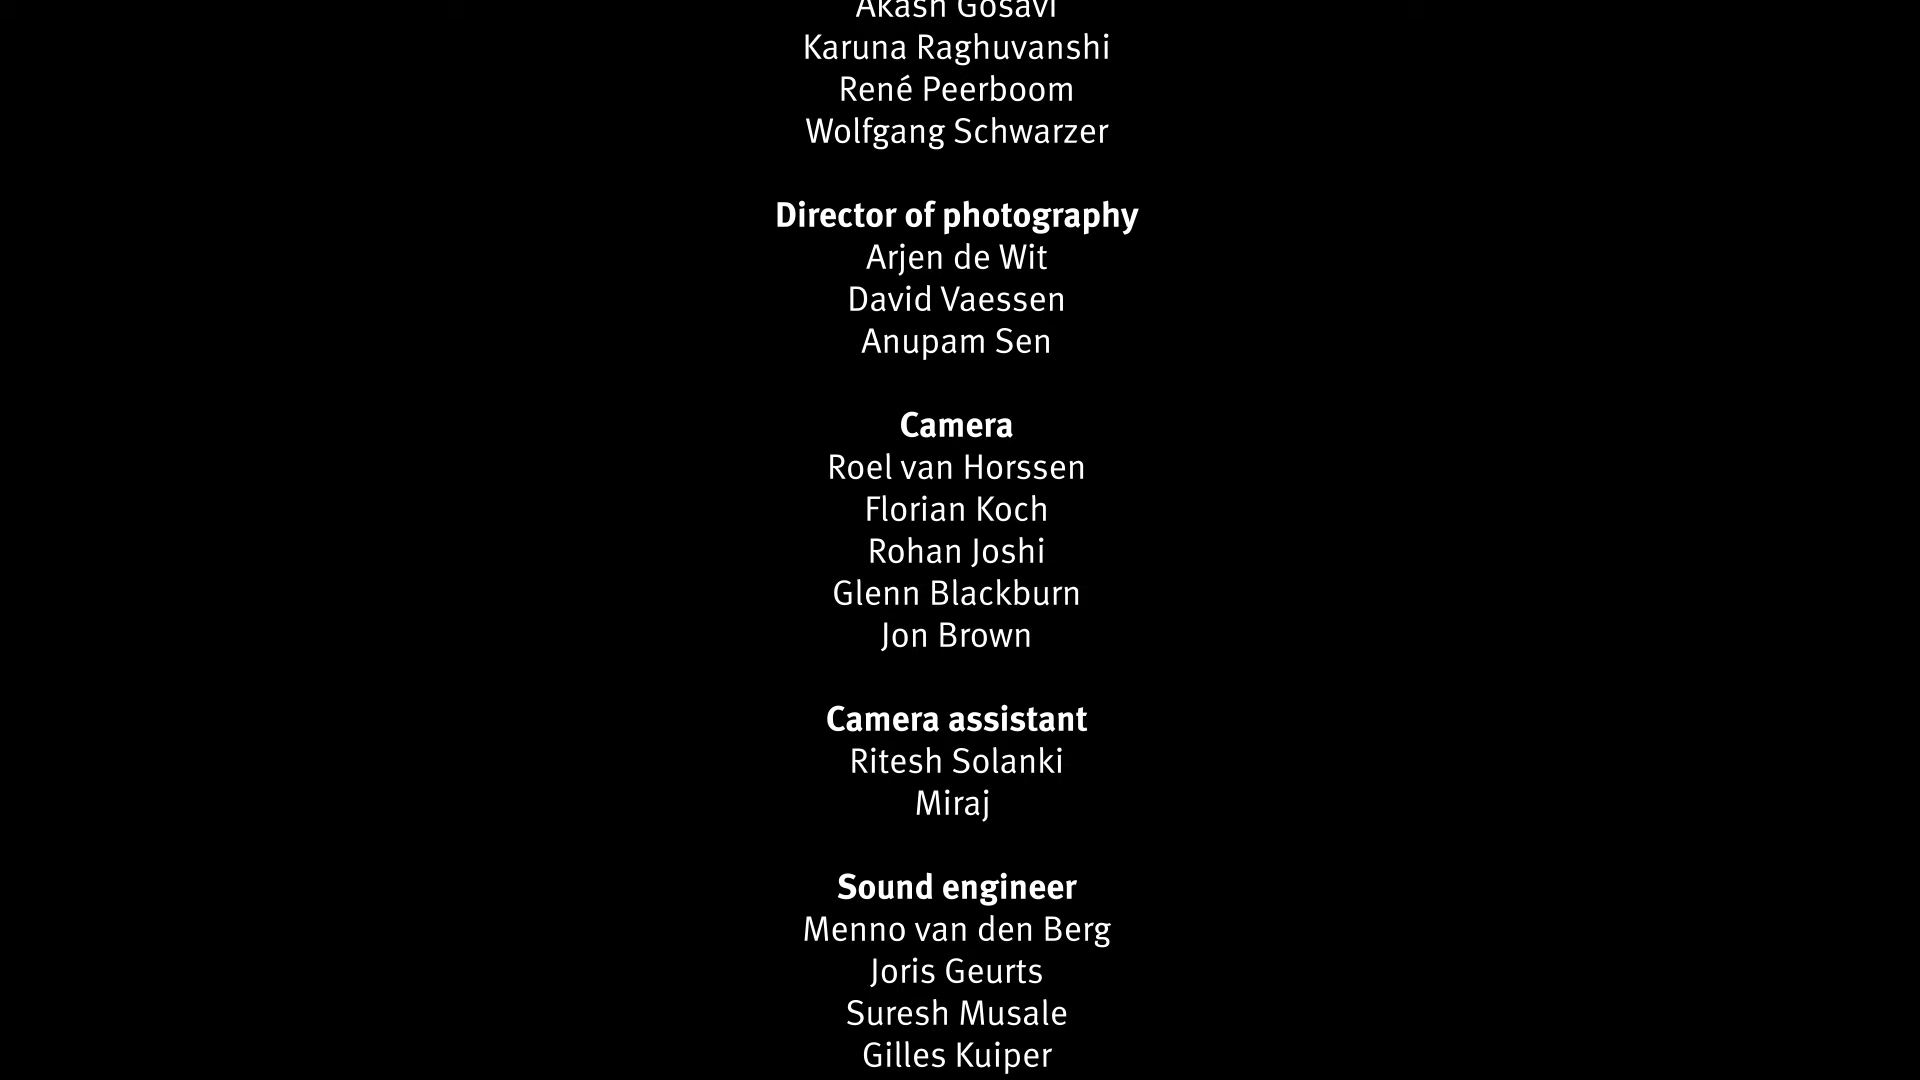 Akash Gosavi
Karuna Raghuvanshi
René Peerboom
Wolfgang Schwarzer
Director of photography
Arjen de Wit
David Vaessen
Anupam Sen
Camera
Roel van Horssen
Florian Koch
Rohan Joshi
Glenn Blackburn
Jon Brown
Camera assistant
Ritesh Solanki
Miraj
Sound engineer
Menno van den Berg
Joris Geurts
Suresh Musale
Gilles Kuiper